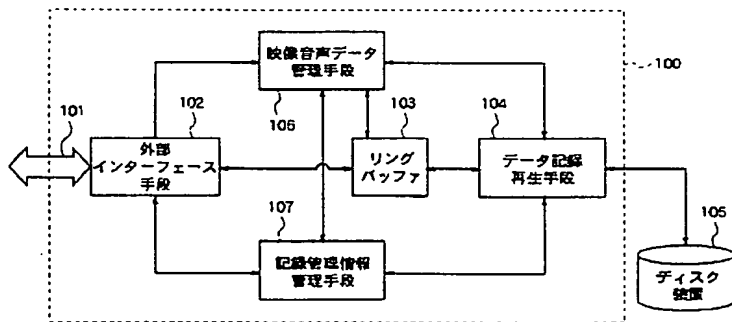 映像音声データ
管理手段
100
106
101
102
103
104
外部
インターフェース
手段
リング
バッファ
データ記録
再生手段
107
105
記録管理情報
管理手段
ディスク
装置